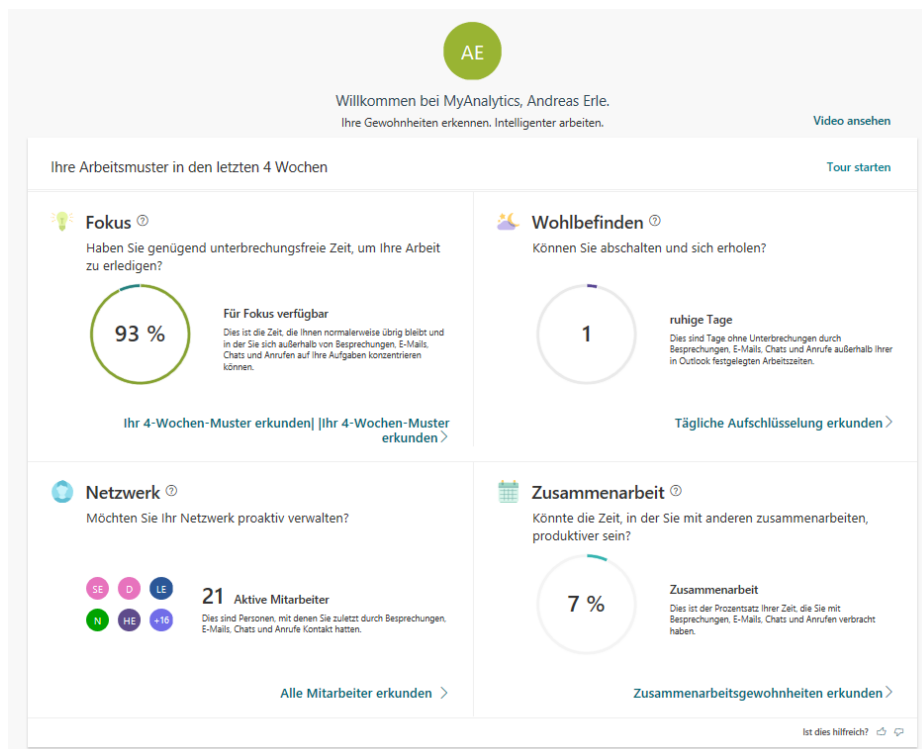 AE
Willkommen bei MyAnalytics, Andreas Erle.
Ihre Gewohnheiten erkennen. Intelligenter arbeiten.
Video ansehen
Ihre Arbeitsmuster in den letzten 4 Wochen
Tour starten
Fokus ?
Haben Sie genügend unterbrechungsfreie Zeit, um Ihre Arbeit
zu erledigen?
93 %
Für Fokus verfügbar
Dies ist die Zeit, die Ihnen normalerweise übrig bleibt und
in der Sie sich außerhalb von Besprechungen, E-Mails,
Chats und Anrufen auf Ihre Aufgaben konzentrieren
können.
Ihr 4-Wochen-Muster erkunden| |Ihr 4-Wochen-Muster
erkunden
Wohlbefinden ?
Können Sie abschalten und sich erholen?
1
ruhige Tage
Dies sind Tage ohne Unterbrechungen durch
Besprechungen, E-Mails, Chats und Anrufe außerhalb Ihrer
in Outlook festgelegten Arbeitszeiten.
Tägliche Aufschlüsselung erkunden
Netzwerk ?
Möchten Sie Ihr Netzwerk proaktiv verwalten?
SE D LE
N HE +16
21 Aktive Mitarbeiter
Dies sind Personen, mit denen Sie zuletzt durch Besprechungen,
E-Mails, Chats und Anrufe Kontakt hatten.
Alle Mitarbeiter erkunden
Zusammenarbeit ?
Könnte die Zeit, in der Sie mit anderen zusammenarbeiten,
produktiver sein?
7 %
Zusammenarbeit
Dies ist der Prozentsatz Ihrer Zeit, die Sie mit
Besprechungen, E-Mails, Chats und Anrufen verbracht
haben.
Zusammenarbeitsgewohnheiten erkunden
Ist dies hilfreich?